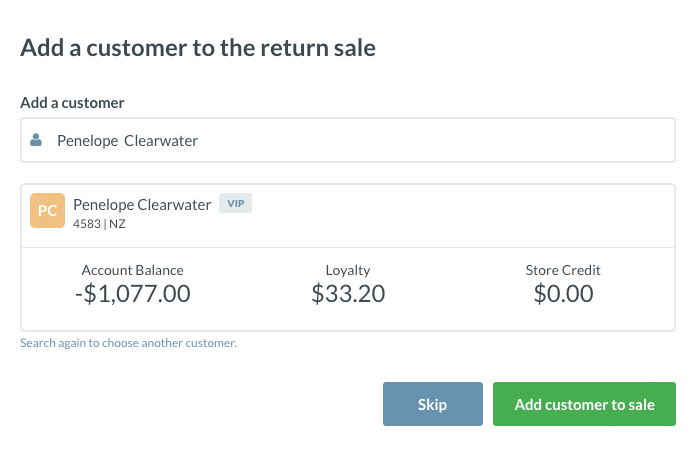 Add a customer to the return sale
Add a customer
Penelope Clearwater
PC
Penelope Clearwater VIP
4583 | NZ
Account Balance Loyalty Store Credit
-$1,077.00 $33.20 $0.00
Search again to choose another customer.
Skip Add customer to sale